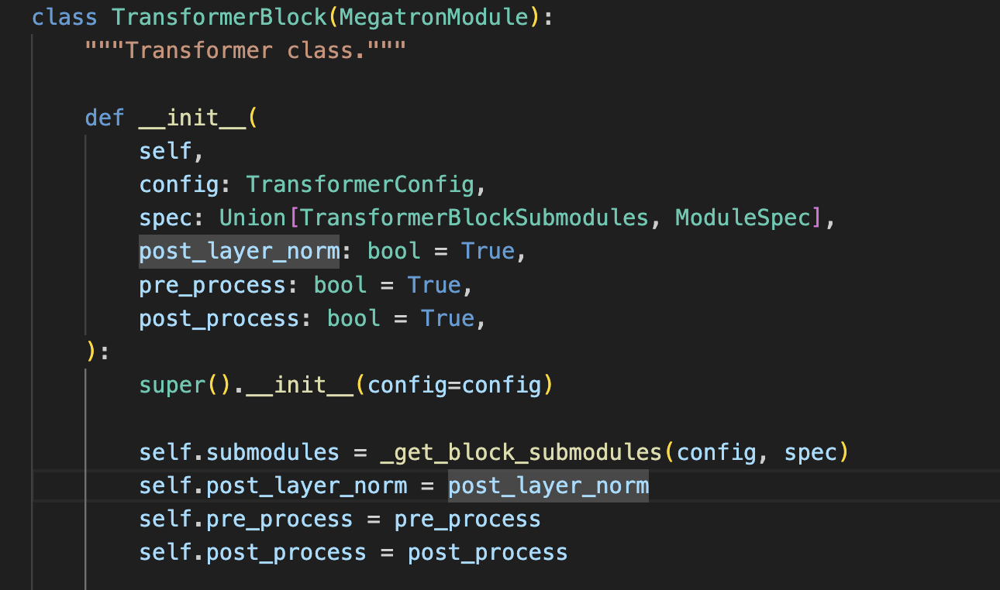 class TransformerBlock(MegatronModule):
    """Transformer class."""
    def __init__(
        self,
        config: TransformerConfig,
        spec: Union[TransformerBlockSubmodules, ModuleSpec],
        post_layer_norm: bool = True,
        pre_process: bool = True,
        post_process: bool = True,
    ):
        super().__init__(config=config)
        self.submodules = _get_block_submodules(config, spec)
        self.post_layer_norm = post_layer_norm
        self.pre_process = pre_process
        self.post_process = post_process